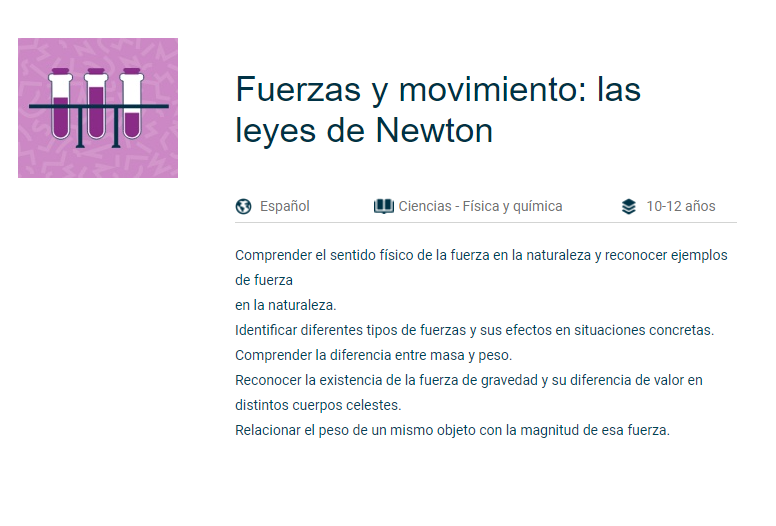 Fuerzas y movimiento: las
leyes de Newton
Español
Ciencias - Física y química
10-12 años
Comprender el sentido físico de la fuerza en la naturaleza y reconocer ejemplos
de fuerza
en la naturaleza.
Identificar diferentes tipos de fuerzas y sus efectos en situaciones concretas.
Comprender la diferencia entre masa y peso.
Reconocer la existencia de la fuerza de gravedad y su diferencia de valor en
distintos cuerpos celestes.
Relacionar el peso de un mismo objeto con la magnitud de esa fuerza.